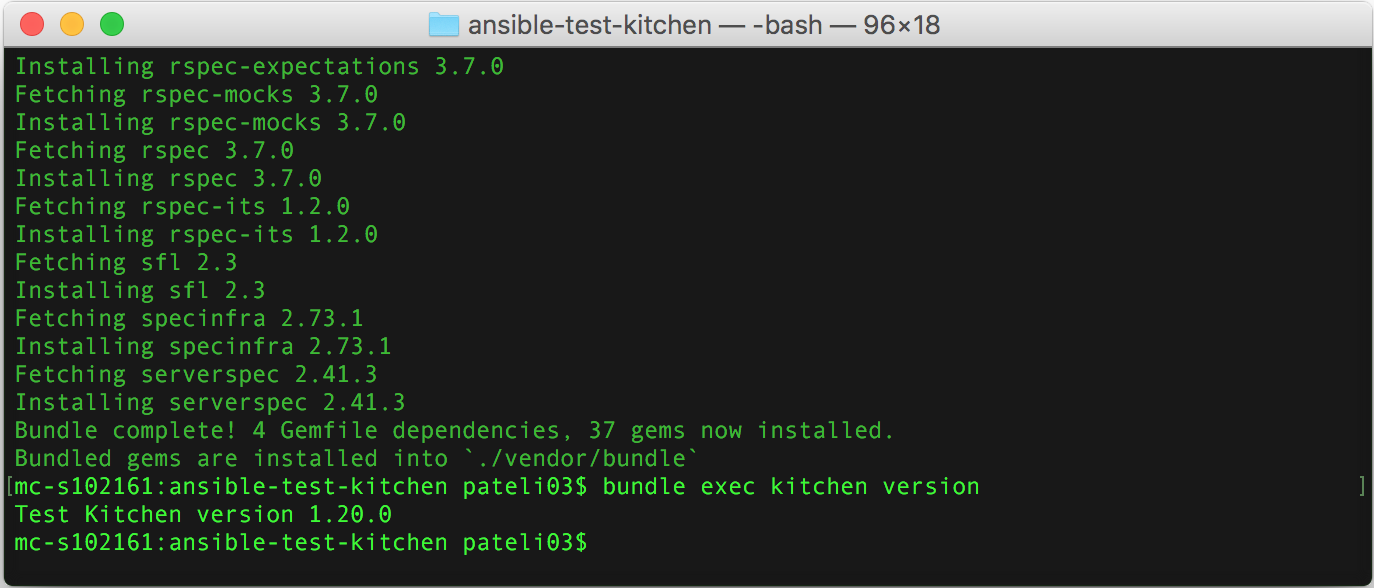 ansible-test-kitchen — -bash — 96×18
Installing rspec-expectations 3.7.0
Fetching rspec-mocks 3.7.0
Installing rspec-mocks 3.7.0
Fetching rspec 3.7.0
Installing rspec 3.7.0
Fetching rspec-its 1.2.0
Installing rspec-its 1.2.0
Fetching sfl 2.3
Installing sfl 2.3
Fetching specinfra 2.73.1
Installing specinfra 2.73.1
Fetching serverspec 2.41.3
Installing serverspec 2.41.3
Bundle complete! 4 Gemfile dependencies, 37 gems now installed.
Bundled gems are installed into `./vendor/bundle`
[mc-s102161:ansible-test-kitchen pateli03$ bundle exec kitchen version ]
Test Kitchen version 1.20.0
mc-s102161:ansible-test-kitchen pateli03$